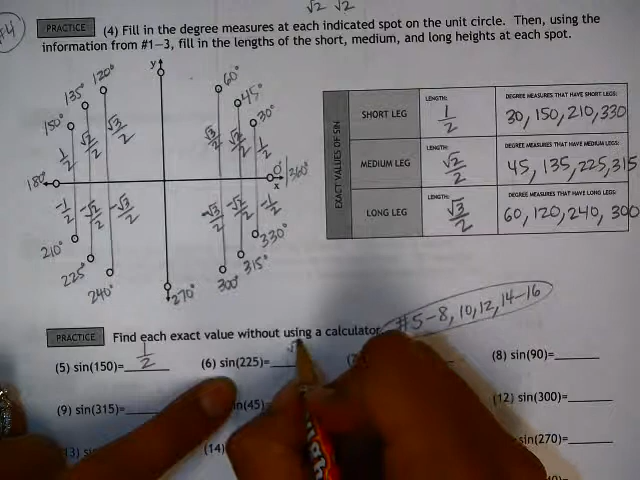 √2 √2
#4
PRACTICE (4) Fill in the degree measures at each indicated spot on the unit circle. Then, using the
information from #1–3, fill in the lengths of the short, medium, and long heights at each spot.
y
120° 60°
135° 45°
150° 30°
1/2 √2/2 √3/2 √3/2 √2/2 1/2
180° 0°/360°
x
-1/2 -√2/2 -√3/2 -√3/2 -√2/2 -1/2
210° 330°
225° 315°
240° 270° 300°
EXACT VALUES OF SIN
SHORT LEG LENGTH: 1/2 DEGREE MEASURES THAT HAVE SHORT LEGS: 30, 150, 210, 330
MEDIUM LEG LENGTH: √2/2 DEGREE MEASURES THAT HAVE MEDIUM LEGS: 45, 135, 225, 315
LONG LEG LENGTH: √3/2 DEGREE MEASURES THAT HAVE LONG LEGS: 60, 120, 240, 300
PRACTICE Find each exact value without using a calculator. #5–8, 10, 12, 14–16
(5) sin(150)= 1/2 (6) sin(225)= (8) sin(90)=
(9) sin(315)= in(45)= (12) sin(300)=
(14) sin(270)=